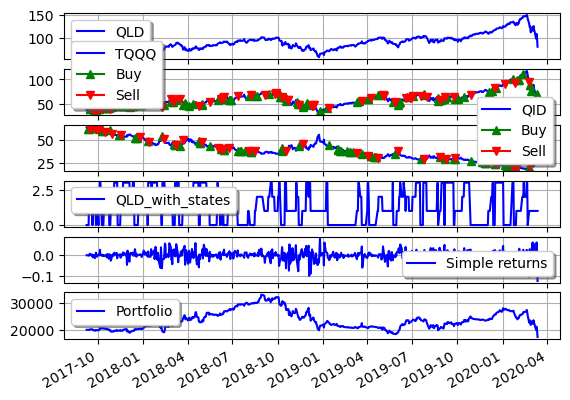 150
100
QLD
100
50
TQQQ
Buy
Sell
50
25
QID
Buy
Sell
2.5
0.0
QLD_with_states
0.0
−0.1
Simple returns
30000
20000
Portfolio
2017-10
2018-01
2018-04
2018-07
2018-10
2019-01
2019-04
2019-07
2019-10
2020-01
2020-04